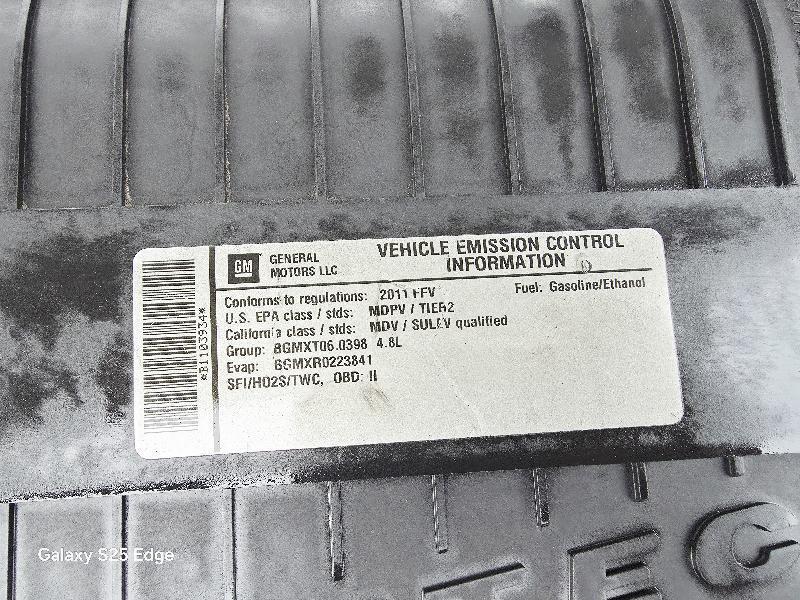 GM
GENERAL
MOTORS LLC
VEHICLE EMISSION CONTROL
INFORMATION
Conforms to regulations: 2011 FFV
Fuel: Gasoline/Ethanol
U.S. EPA class / stds: MDPV / TIER2
California class / stds: MDV / SULEV qualified
Group: BGMXT06.0398 4.8L
Evap: BGMXR0223841
SFI/HO2S/TWC, OBD: II
*B1103934*
TEC
Galaxy S25 Edge